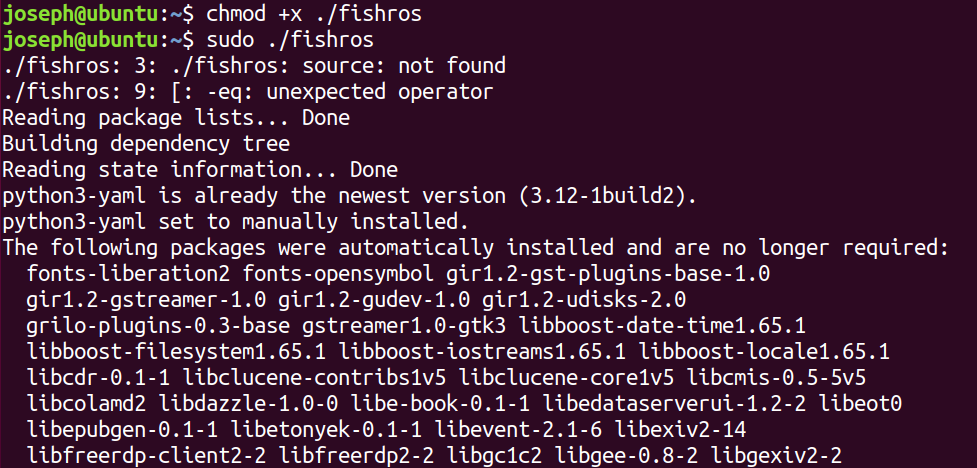 joseph@ubuntu:~$ chmod +x ./fishros
joseph@ubuntu:~$ sudo ./fishros
./fishros: 3: ./fishros: source: not found
./fishros: 9: [: -eq: unexpected operator
Reading package lists... Done
Building dependency tree
Reading state information... Done
python3-yaml is already the newest version (3.12-1build2).
python3-yaml set to manually installed.
The following packages were automatically installed and are no longer required:
  fonts-liberation2 fonts-opensymbol gir1.2-gst-plugins-base-1.0
  gir1.2-gstreamer-1.0 gir1.2-gudev-1.0 gir1.2-udisks-2.0
  grilo-plugins-0.3-base gstreamer1.0-gtk3 libboost-date-time1.65.1
  libboost-filesystem1.65.1 libboost-iostreams1.65.1 libboost-locale1.65.1
  libcdr-0.1-1 libclucene-contribs1v5 libclucene-core1v5 libcmis-0.5-5v5
  libcolamd2 libdazzle-1.0-0 libe-book-0.1-1 libedataserverui-1.2-2 libeot0
  libepubgen-0.1-1 libetonyek-0.1-1 libevent-2.1-6 libexiv2-14
  libfreerdp-client2-2 libfreerdp2-2 libgc1c2 libgee-0.8-2 libgexiv2-2